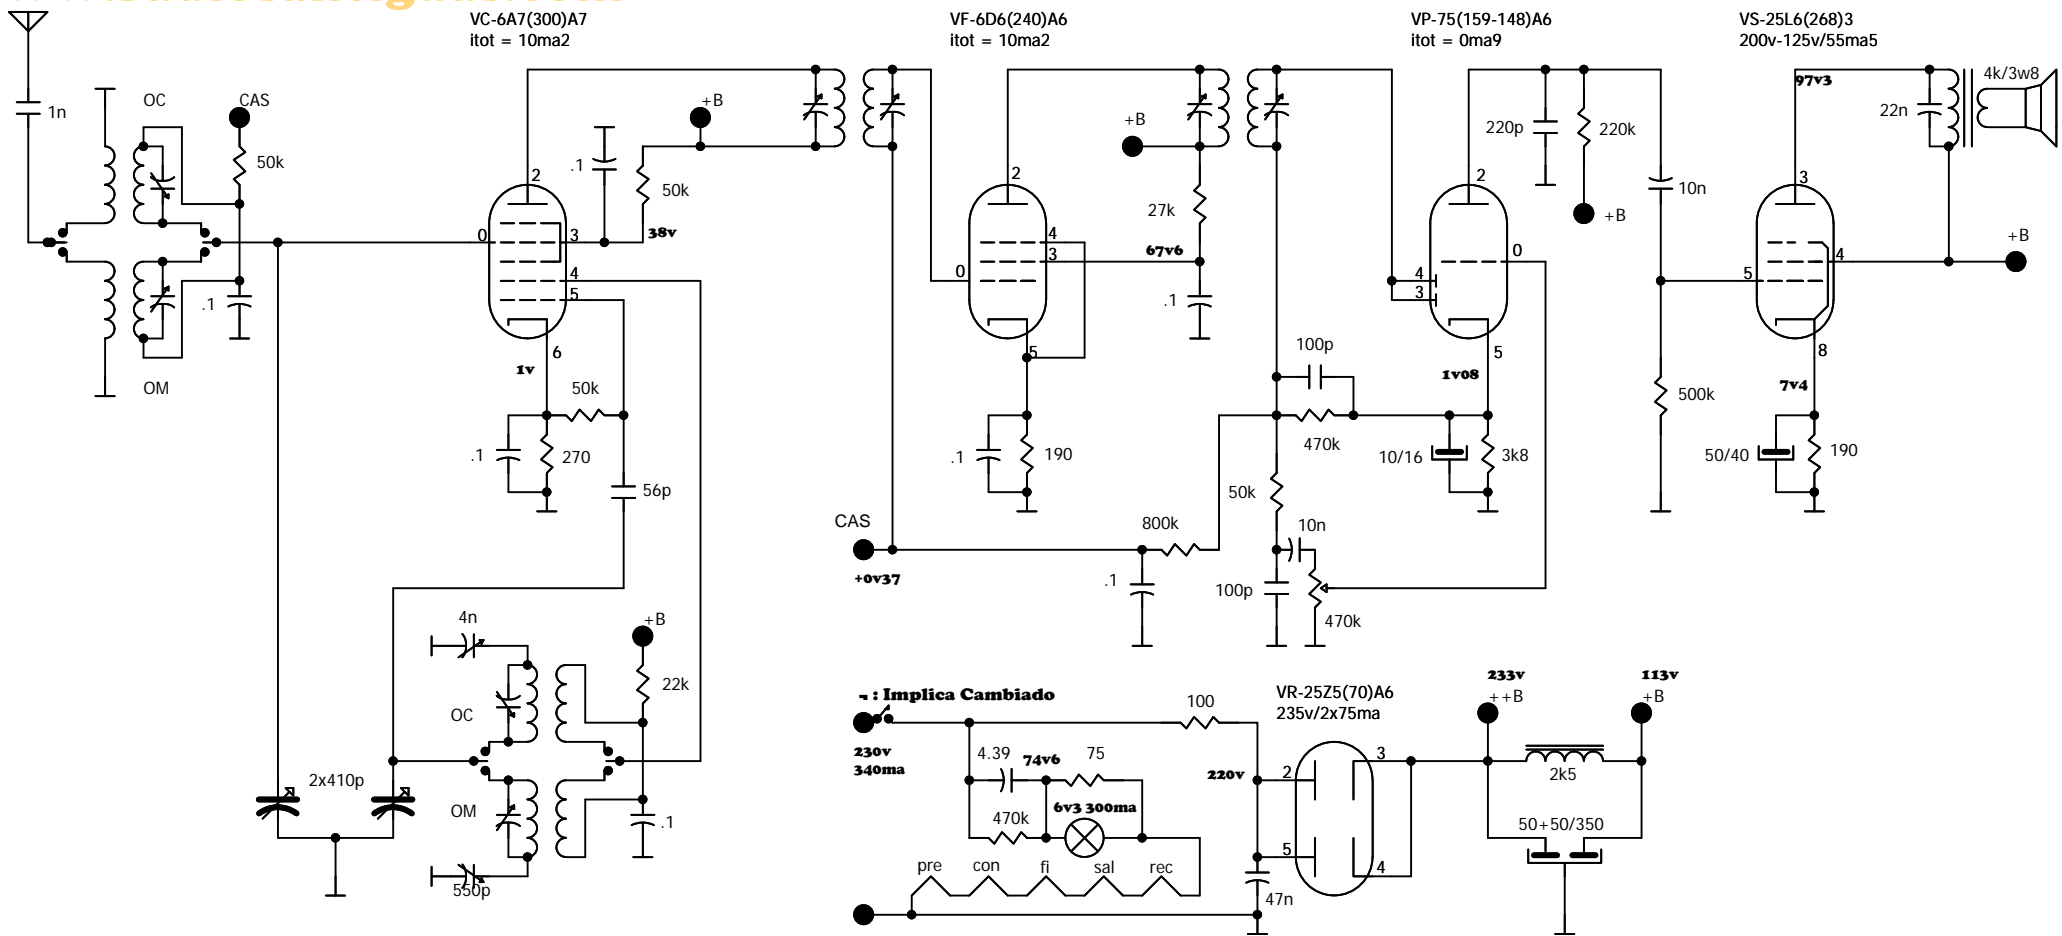 VC-6A7(300)A7
itot = 10ma2
VF-6D6(240)A6
itot = 10ma2
VP-75(159-148)A6
itot = 0ma9
VS-25L6(268)3
200v-125v/55ma5
1n
OC
CAS
50k
.1
OM
2
0
3
4
5
6
.1
50k
38v
+B
1v
50k
.1
270
56p
2
4
3
0
5
+B
27k
67v6
.1
.1
190
2
0
4
3
5
220p
220k
+B
10n
100p
1v08
470k
10/16
3k8
500k
97v3
3
5
4
8
22n
4k/3w8
+B
7v4
50/40
190
CAS
+0v37
800k
50k
10n
.1
100p
470k
4n
+B
22k
OC
OM
2x410p
.1
550p
¬ : Implica Cambiado
230v
340ma
100
4.39
74v6
75
6v3 300ma
470k
pre
con
fi
sal
rec
220v
47n
VR-25Z5(70)A6
235v/2x75ma
2
3
5
4
233v
++B
113v
+B
2k5
50+50/350